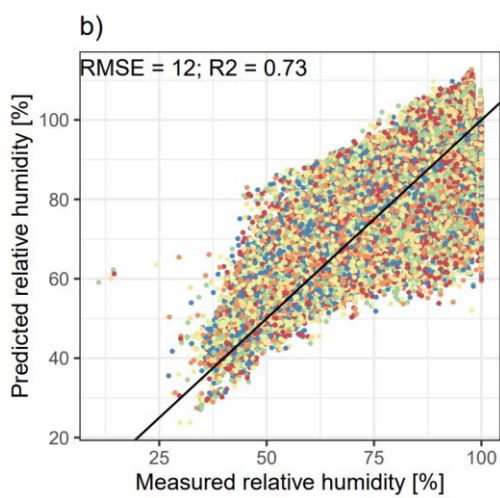 b)
RMSE = 12; R2 = 0.73
Predicted relative humidity [%]
100
80
60
40
20
25
50
75
100
Measured relative humidity [%]